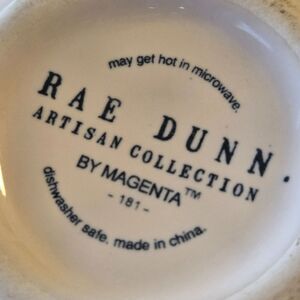 may get hot in microwave.
RAE DUNN.
ARTISAN COLLECTION
BY MAGENTA™
- 181 -
dishwasher safe. made in china.